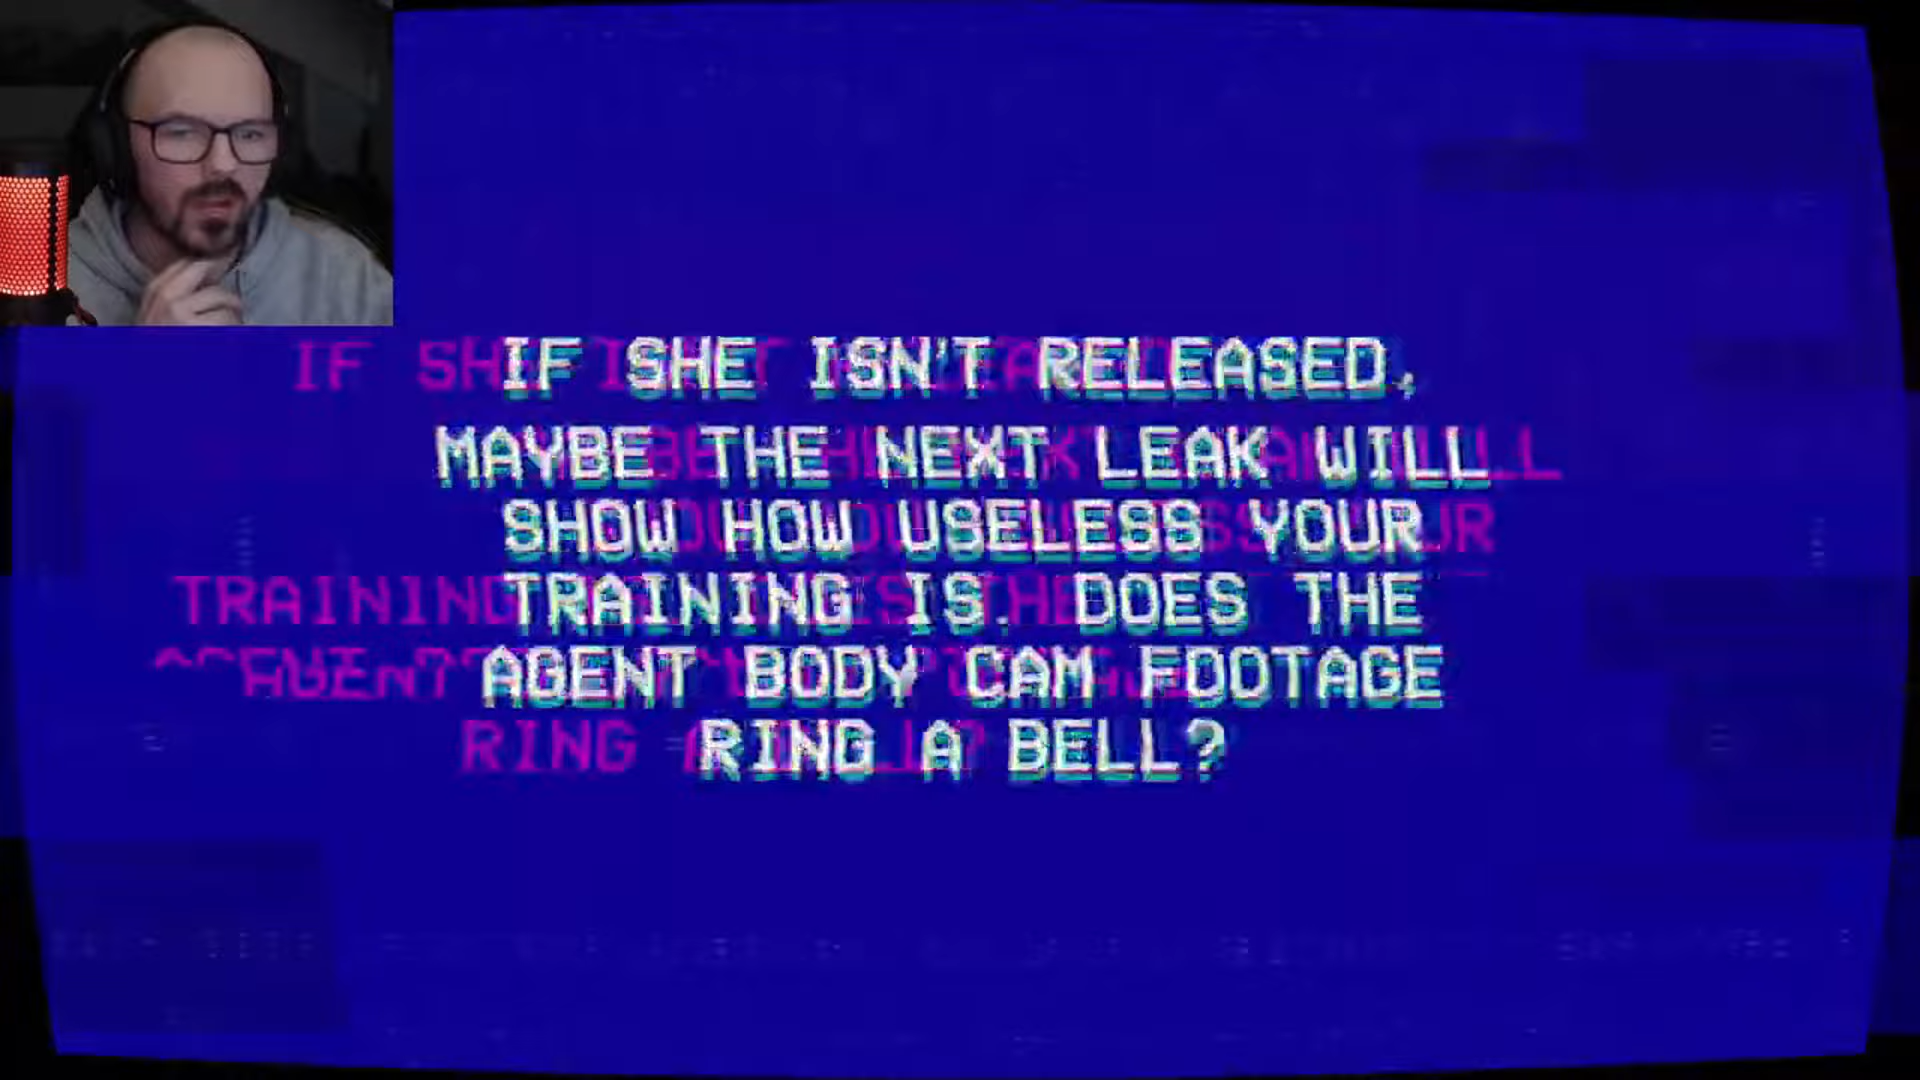 IF SHE ISN'T RELEASED,
MAYBE THE NEXT LEAK WILL
SHOW HOW USELESS YOUR
TRAINING IS. DOES THE
AGENT BODY CAM FOOTAGE
RING A BELL?